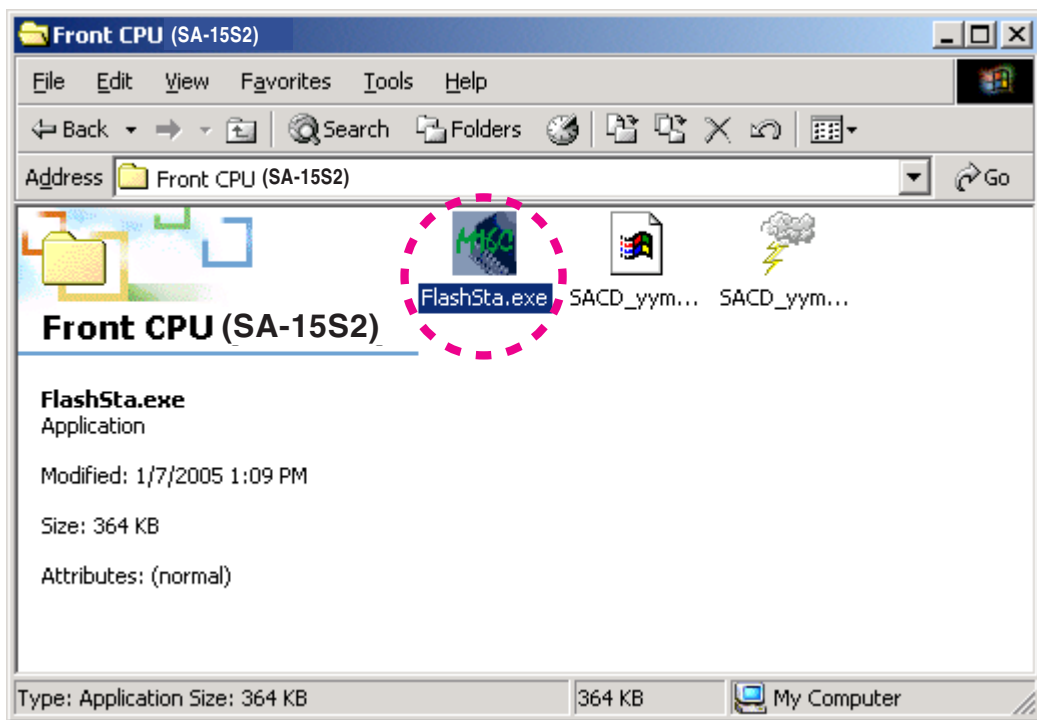 Front CPU (SA-15S2)
File Edit View Favorites Tools Help
Back Search Folders
Address Front CPU (SA-15S2) Go
M16C
FlashSta.exe SACD_yym... SACD_yym...
Front CPU (SA-15S2)
FlashSta.exe
Application
Modified: 1/7/2005 1:09 PM
Size: 364 KB
Attributes: (normal)
Type: Application Size: 364 KB 364 KB My Computer